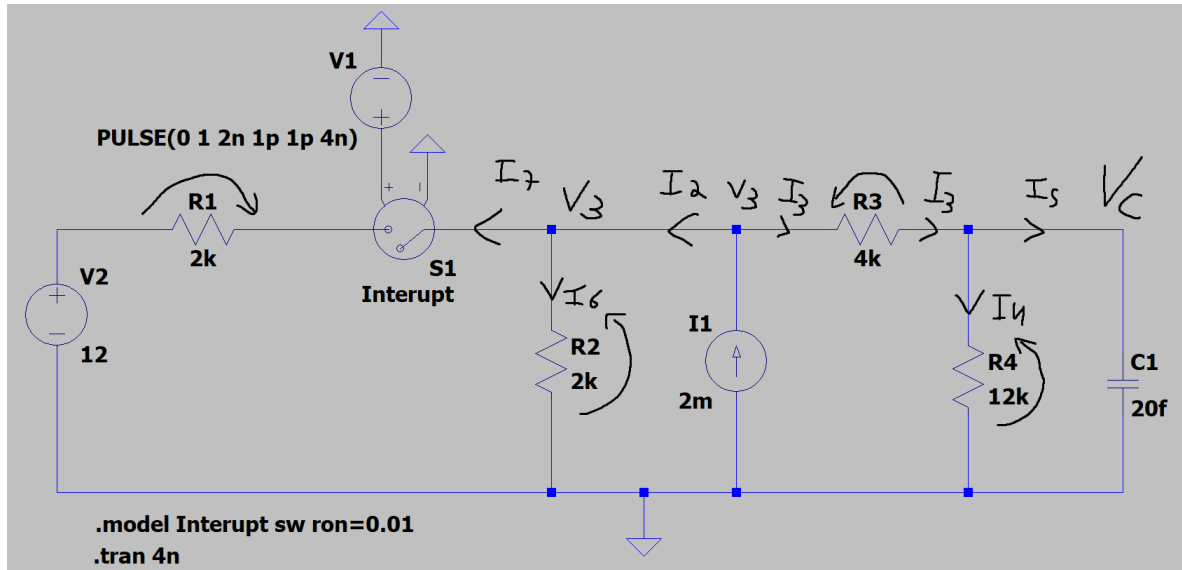 V1
PULSE(0 1 2n 1p 1p 4n)
+ −
I7 V3 I2 V3 I3 R3 I3 I5 VC
R1
2k
4k
S1
Interupt
V2
12
I6
I4
I1
R2
2k
R4
12k
C1
2m
20f
.model Interupt sw ron=0.01
.tran 4n